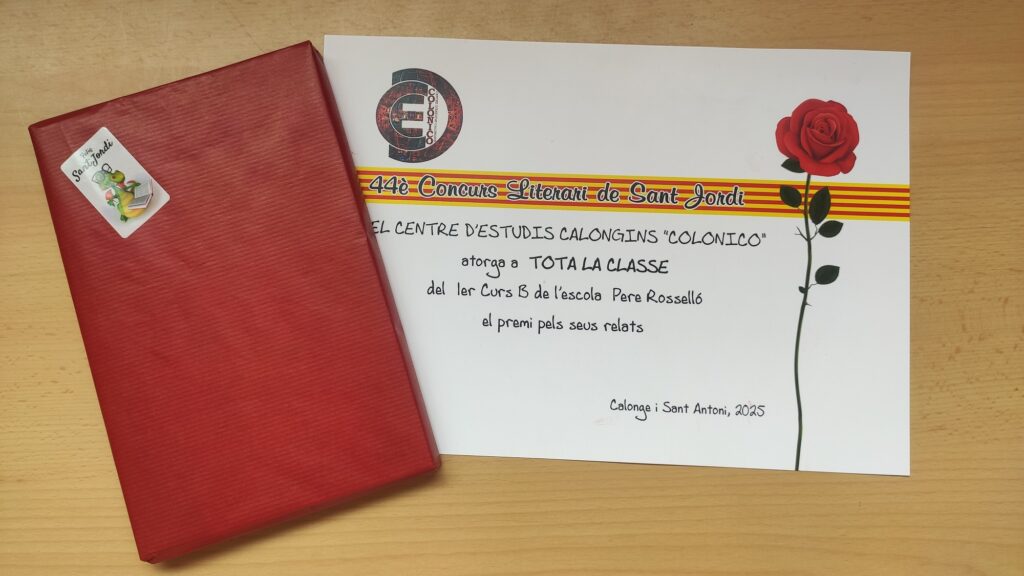 Feliç
Sant Jordi
COLONICO
44è Concurs Literari de Sant Jordi
EL CENTRE D'ESTUDIS CALONGINS "COLONICO"
atorga a TOTA LA CLASSE
del 1er Curs B de l'escola Pere Rosselló
el premi pels seus relats
Calonge i Sant Antoni, 2025